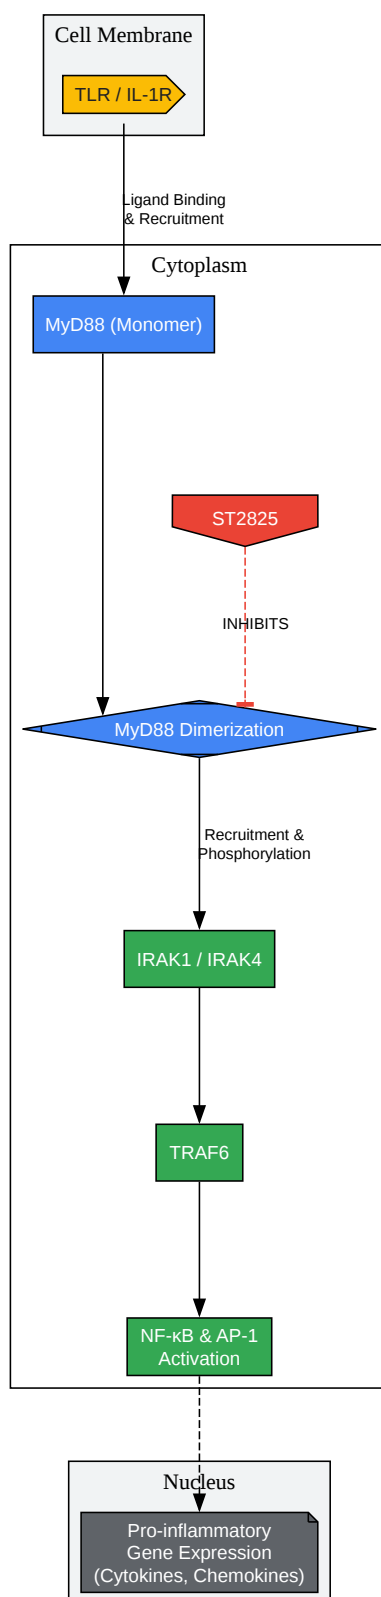 Cell Membrane
TLR / IL-1R
Ligand Binding
& Recruitment
Cytoplasm
MyD88 (Monomer)
ST2825
INHIBITS
MyD88 Dimerization
Recruitment &
Phosphorylation
IRAK1 / IRAK4
TRAF6
NF-κB & AP-1
Activation
Nucleus
Pro-inflammatory
Gene Expression
(Cytokines, Chemokines)